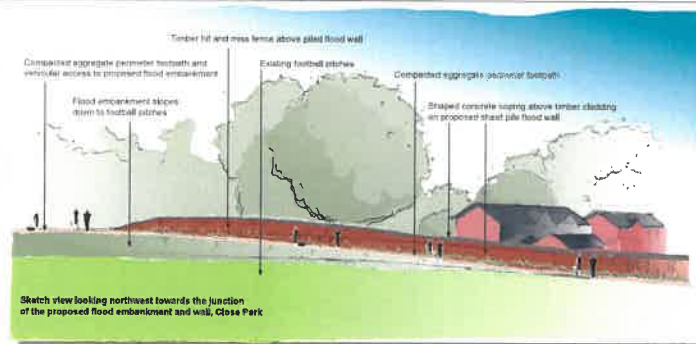 Timber hit and miss fence above piled flood wall
Compacted aggregate perimeter footpath and
vehicular access to proposed flood embankment
Existing football pitches
Compacted aggregate perimeter footpath
Flood embankment slopes
down to football pitches
Shaped concrete coping above timber cladding
on proposed sheet pile flood wall
Sketch view looking northwest towards the junction
of the proposed flood embankment and wall, Close Park